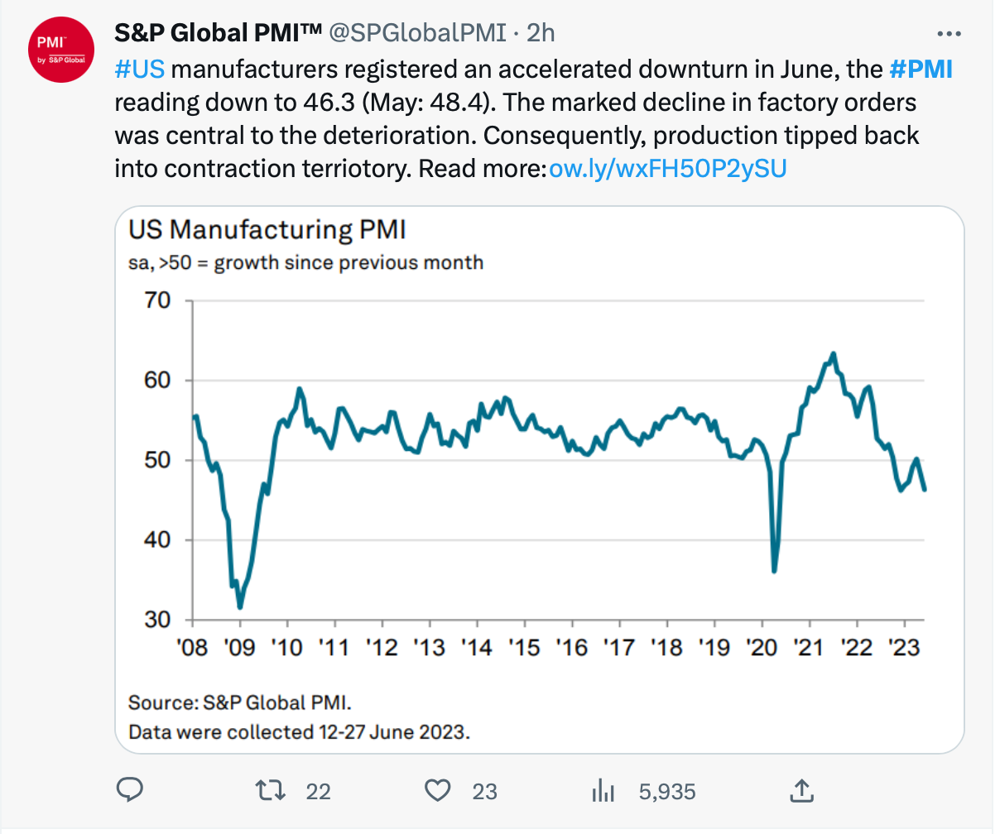 PMI™
by S&P Global
S&P Global PMI™ @SPGlobalPMI · 2h
#US manufacturers registered an accelerated downturn in June, the #PMI
reading down to 46.3 (May: 48.4). The marked decline in factory orders
was central to the deterioration. Consequently, production tipped back
into contraction terriotory. Read more:ow.ly/wxFH50P2ySU
US Manufacturing PMI
sa, >50 = growth since previous month
70
60
50
40
30
'08 '09 '10 '11 '12 '13 '14 '15 '16 '17 '18 '19 '20 '21 '22 '23
Source: S&P Global PMI.
Data were collected 12-27 June 2023.
22 23 5,935